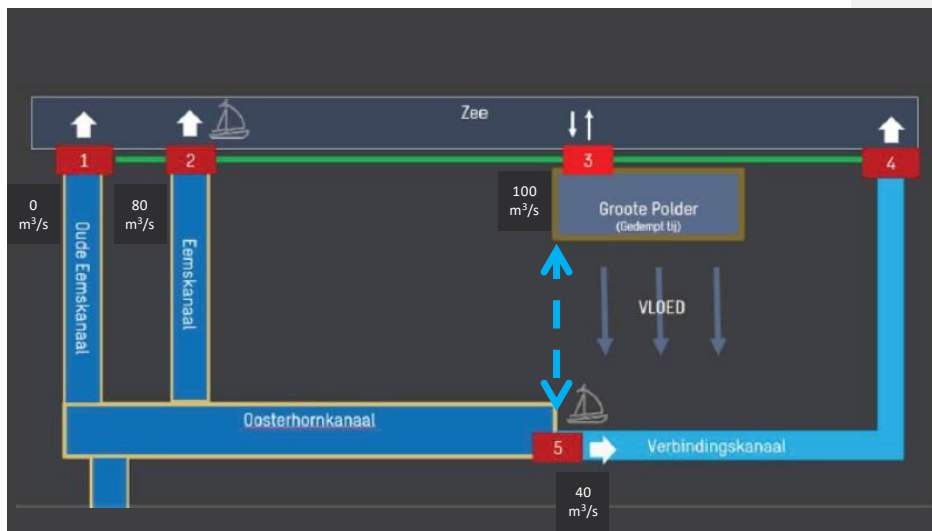 Zee
1
2
3
4
0
m³/s
80
m³/s
100
m³/s
Groote Polder
(Gedempt tij)
Oude Eemskanaal
Eemskanaal
VLOED
Oosterhornkanaal
5
Verbindingskanaal
40
m³/s